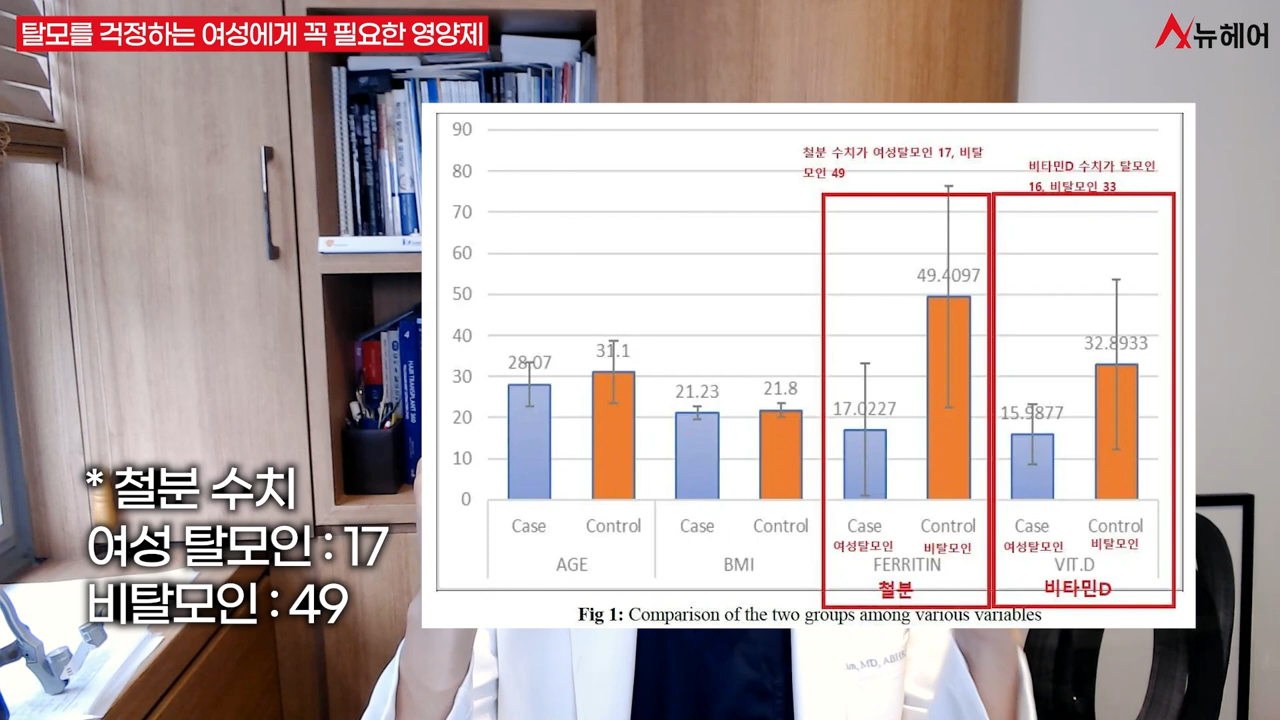 탈모를 걱정하는 여성에게 꼭 필요한 영양제
뉴헤어
90
80
70
60
50
40
30
20
10
0
철분 수치가 여성탈모인 17, 비탈
모인 49
비타민D 수치가 탈모인
16, 비탈모인 33
28.07
31.1
21.23
21.8
17.0227
49.4097
15.9877
32.8933
Case Control Case Control Case Control Case Control
여성탈모인 비탈모인 여성탈모인 비탈모인
AGE BMI FERRITIN VIT.D
철분 비타민D
Fig 1: Comparison of the two groups among various variables
* 철분 수치
여성 탈모인 : 17
비탈모인 : 49
4
HAIR TRANSPLANT 360
MD, ABHRS